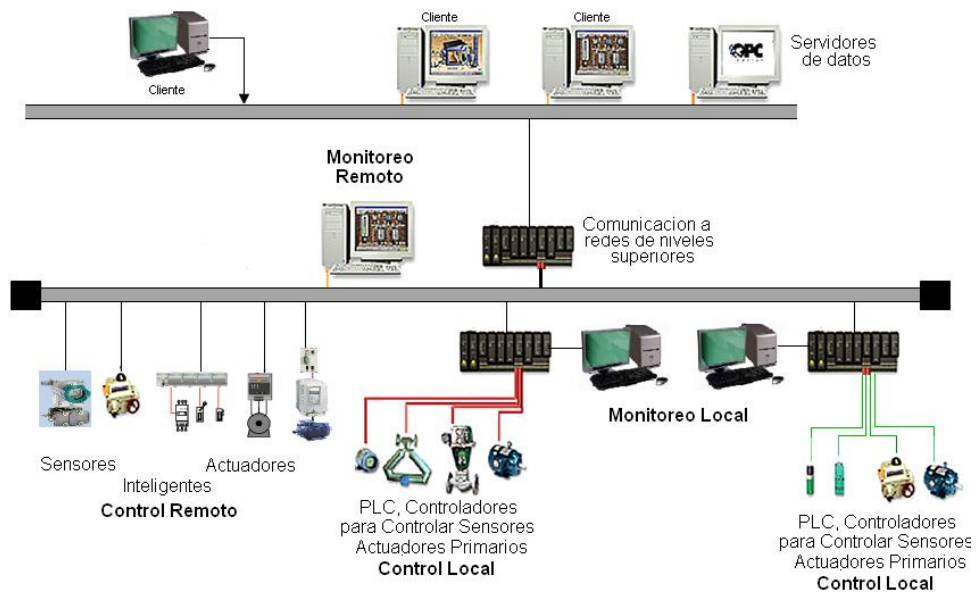 Cliente
Cliente
Cliente
OPC
Servidores
de datos
Monitoreo
Remoto
Comunicacion a
redes de niveles
superiores
Sensores
Actuadores
Inteligentes
Control Remoto
Monitoreo Local
PLC, Controladores
para Controlar Sensores
Actuadores Primarios
Control Local
PLC, Controladores
para Controlar Sensores
Actuadores Primarios
Control Local